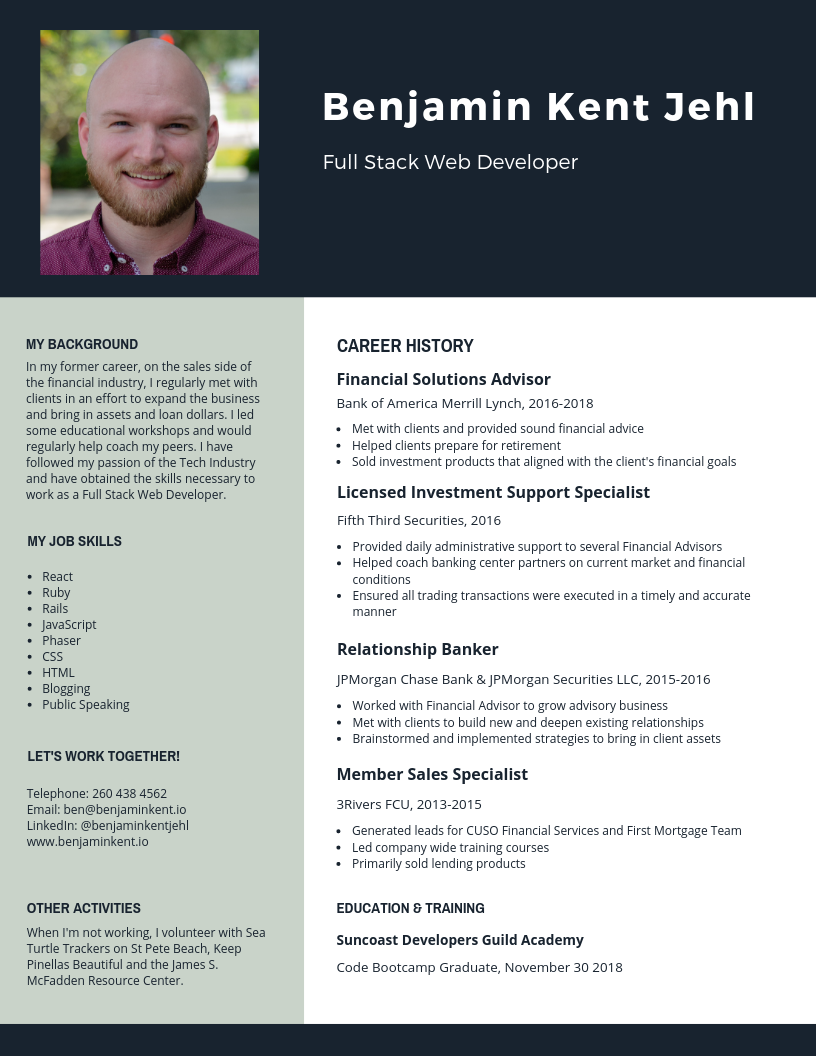 Benjamin Kent Jehl
Full Stack Web Developer
MY BACKGROUND
In my former career, on the sales side of
the financial industry, I regularly met with
clients in an effort to expand the business
and bring in assets and loan dollars. I led
some educational workshops and would
regularly help coach my peers. I have
followed my passion of the Tech Industry
and have obtained the skills necessary to
work as a Full Stack Web Developer.
MY JOB SKILLS
• React
• Ruby
• Rails
• JavaScript
• Phaser
• CSS
• HTML
• Blogging
• Public Speaking
LET'S WORK TOGETHER!
Telephone: 260 438 4562
Email: ben@benjaminkent.io
LinkedIn: @benjaminkentjehl
www.benjaminkent.io
OTHER ACTIVITIES
When I'm not working, I volunteer with Sea
Turtle Trackers on St Pete Beach, Keep
Pinellas Beautiful and the James S.
McFadden Resource Center.
CAREER HISTORY
Financial Solutions Advisor
Bank of America Merrill Lynch, 2016-2018
• Met with clients and provided sound financial advice
• Helped clients prepare for retirement
• Sold investment products that aligned with the client's financial goals
Licensed Investment Support Specialist
Fifth Third Securities, 2016
• Provided daily administrative support to several Financial Advisors
• Helped coach banking center partners on current market and financial
conditions
• Ensured all trading transactions were executed in a timely and accurate
manner
Relationship Banker
JPMorgan Chase Bank & JPMorgan Securities LLC, 2015-2016
• Worked with Financial Advisor to grow advisory business
• Met with clients to build new and deepen existing relationships
• Brainstormed and implemented strategies to bring in client assets
Member Sales Specialist
3Rivers FCU, 2013-2015
• Generated leads for CUSO Financial Services and First Mortgage Team
• Led company wide training courses
• Primarily sold lending products
EDUCATION & TRAINING
Suncoast Developers Guild Academy
Code Bootcamp Graduate, November 30 2018